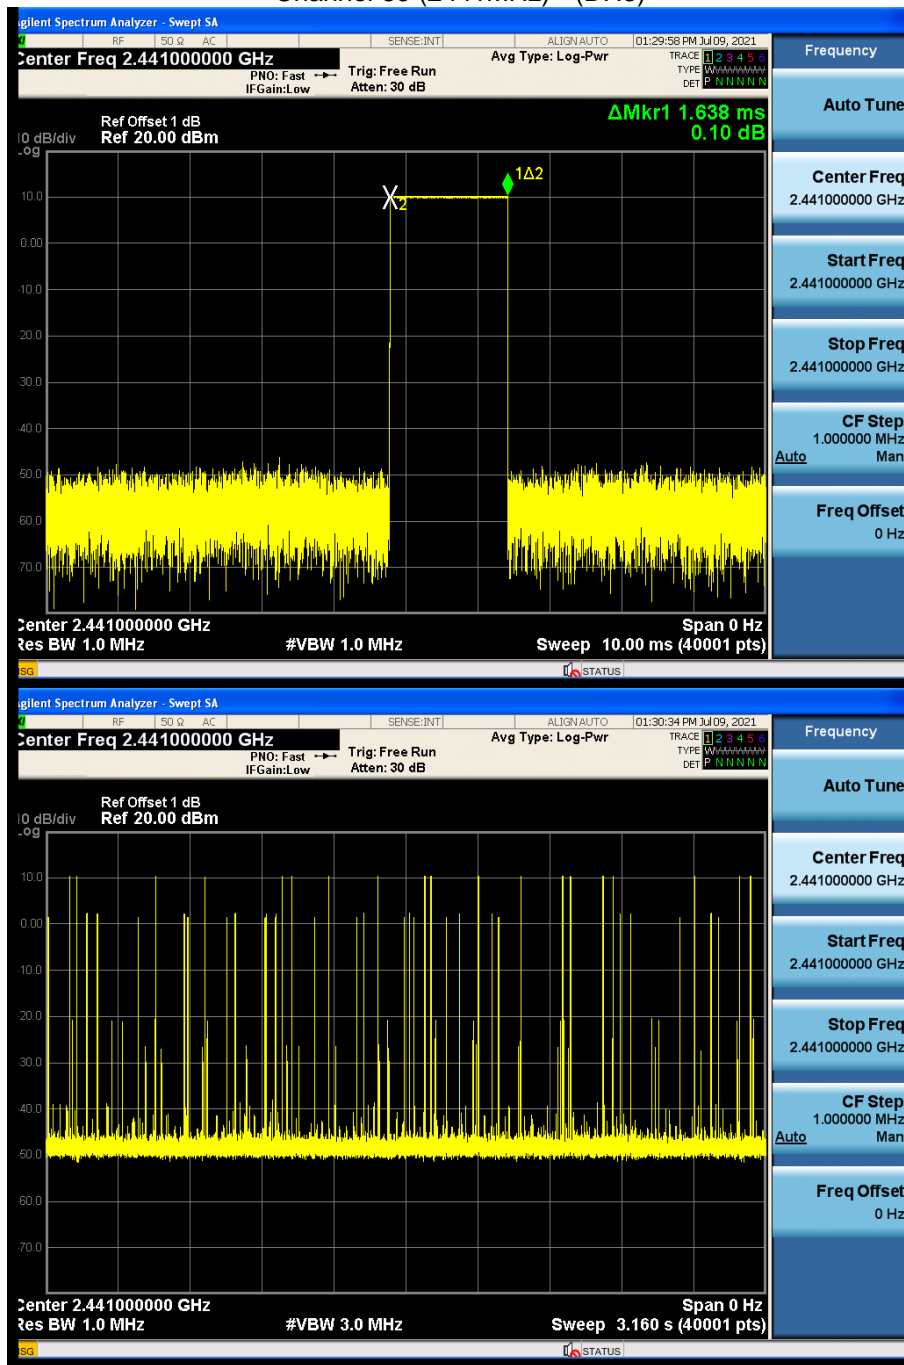 Agilent Spectrum Analyzer - Swept SA
RF 50 Ω AC SENSE:INT ALIGN AUTO 01:29:58 PM Jul 09, 2021
Center Freq 2.441000000 GHz
PNO: Fast
IFGain:Low
Trig: Free Run
Atten: 30 dB
Avg Type: Log-Pwr
TRACE 1 2 3 4 5 6
TYPE W
DET P N N N N N
Ref Offset 1 dB
10 dB/div Ref 20.00 dBm
Log
ΔMkr1 1.638 ms
0.10 dB
1Δ2
X2
10.0
0.00
-10.0
-20.0
-30.0
-40.0
-50.0
-60.0
-70.0
Center 2.441000000 GHz
Span 0 Hz
Res BW 1.0 MHz #VBW 1.0 MHz Sweep 10.00 ms (40001 pts)
MSG STATUS
Frequency
Auto Tune
Center Freq
2.441000000 GHz
Start Freq
2.441000000 GHz
Stop Freq
2.441000000 GHz
CF Step
1.000000 MHz
Auto Man
Freq Offset
0 Hz
Agilent Spectrum Analyzer - Swept SA
RF 50 Ω AC SENSE:INT ALIGN AUTO 01:30:34 PM Jul 09, 2021
Center Freq 2.441000000 GHz
PNO: Fast
IFGain:Low
Trig: Free Run
Atten: 30 dB
Avg Type: Log-Pwr
TRACE 1 2 3 4 5 6
TYPE W
DET P N N N N N
Ref Offset 1 dB
10 dB/div Ref 20.00 dBm
Log
10.0
0.00
-10.0
-20.0
-30.0
-40.0
-50.0
-60.0
-70.0
Center 2.441000000 GHz
Span 0 Hz
Res BW 1.0 MHz #VBW 3.0 MHz Sweep 3.160 s (40001 pts)
MSG STATUS
Frequency
Auto Tune
Center Freq
2.441000000 GHz
Start Freq
2.441000000 GHz
Stop Freq
2.441000000 GHz
CF Step
1.000000 MHz
Auto Man
Freq Offset
0 Hz